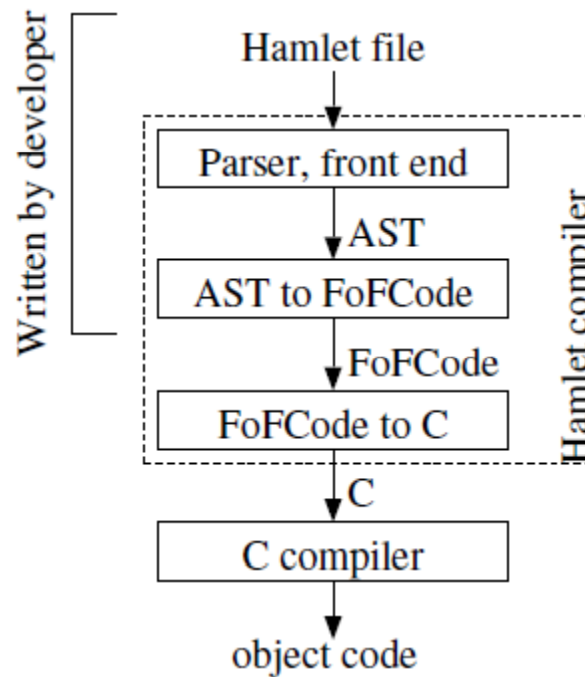 Written by developer
Hamlet file
Parser, front end
AST
AST to FoFCode
FoFCode
FoFCode to C
Hamlet compiler
C
C compiler
object code